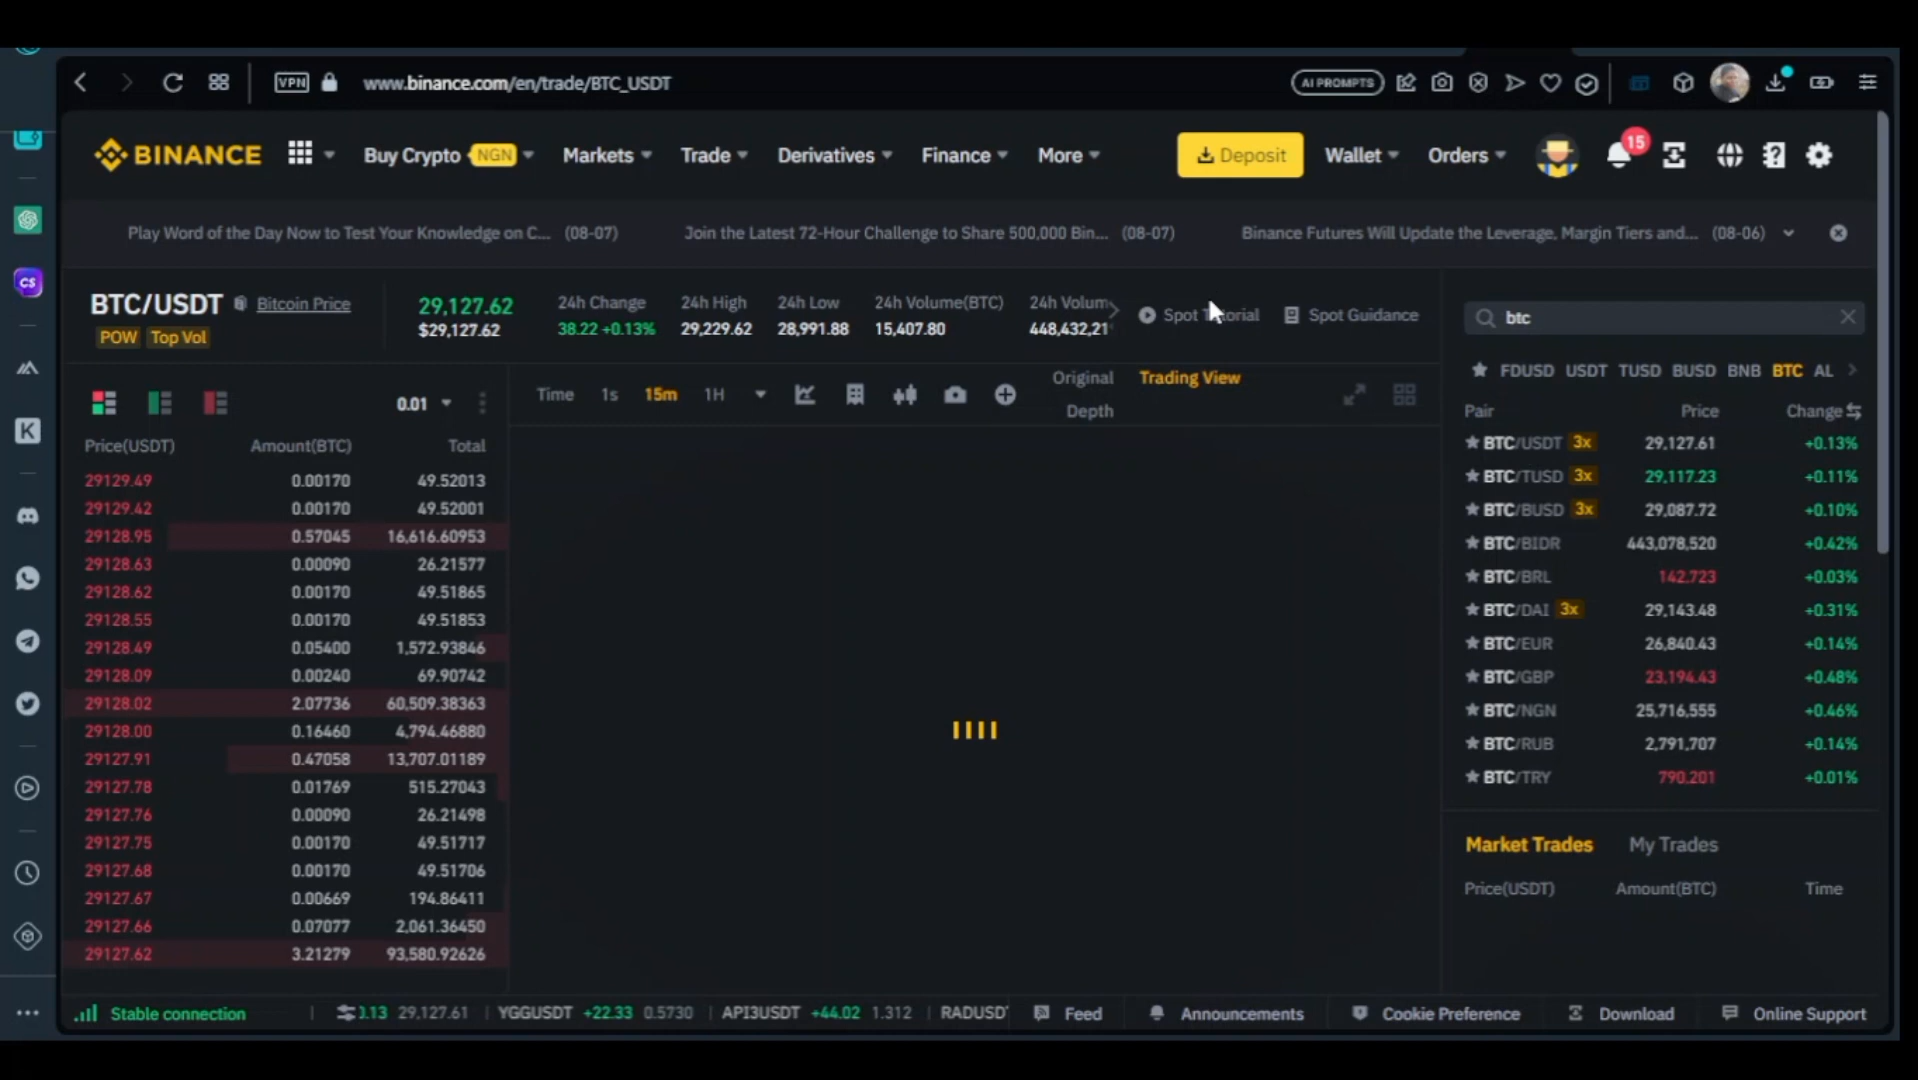 VPN www.binance.com/en/trade/BTC_USDT AI PROMPTS
BINANCE Buy Crypto NGN Markets Trade Derivatives Finance More Deposit Wallet Orders 15
Play Word of the Day Now to Test Your Knowledge on C... (08-07) Join the Latest 72-Hour Challenge to Share 500,000 Bin... (08-07) Binance Futures Will Update the Leverage, Margin Tiers and... (08-06)
CS
BTC/USDT Bitcoin Price
POW Top Vol
29,127.62
$29,127.62
24h Change
38.22 +0.13%
24h High
29,229.62
24h Low
28,991.88
24h Volume(BTC)
15,407.80
24h Volum
448,432,21
Spot Guidance
btc
0.01
Time 1s 15m 1H
Original
Trading View
Depth
FDUSD USDT TUSD BUSD BNB BTC AL
Price(USDT) Amount(BTC) Total
29129.49 0.00170 49.52013
29129.42 0.00170 49.52001
29128.95 0.57045 16,616.60953
29128.63 0.00090 26.21577
29128.62 0.00170 49.51865
29128.55 0.00170 49.51853
29128.49 0.05400 1,572.93846
29128.09 0.00240 69.90742
29128.02 2.07736 60,509.38363
29128.00 0.16460 4,794.46880
29127.91 0.47058 13,707.01189
29127.78 0.01769 515.27043
29127.76 0.00090 26.21498
29127.75 0.00170 49.51717
29127.68 0.00170 49.51706
29127.67 0.00669 194.86411
29127.66 0.07077 2,061.36450
29127.62 3.21279 93,580.92626
Pair Price Change
BTC/USDT 3x 29,127.61 +0.13%
BTC/TUSD 3x 29,117.23 +0.11%
BTC/BUSD 3x 29,087.72 +0.10%
BTC/BIDR 443,078,520 +0.42%
BTC/BRL 142,723 +0.03%
BTC/DAI 3x 29,143.48 +0.31%
BTC/EUR 26,840.43 +0.14%
BTC/GBP 23,194.43 +0.48%
BTC/NGN 25,716,555 +0.46%
BTC/RUB 2,791,707 +0.14%
BTC/TRY 790,201 +0.01%
Market Trades My Trades
Price(USDT) Amount(BTC) Time
K
Stable connection 0.13 29,127.61 YGGUSDT +22.33 0.5730 API3USDT +44.02 1.312 RADUSD Feed Announcements Cookie Preference Download Online Support